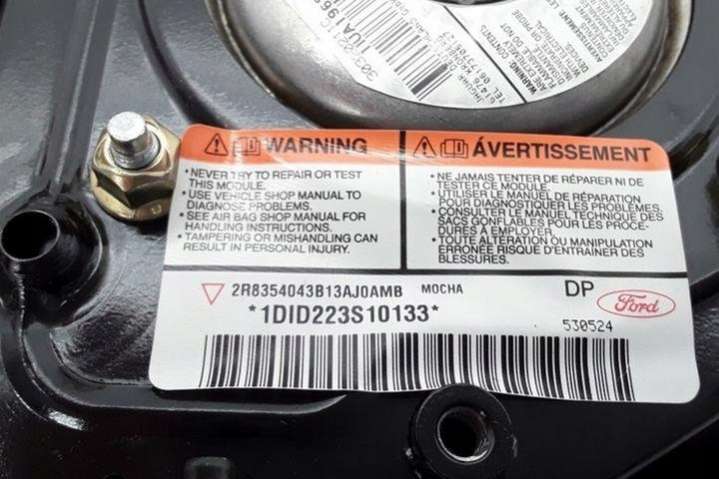 WARNING
• NEVER TRY TO REPAIR OR TEST
THIS MODULE.
• USE VEHICLE SHOP MANUAL TO
DIAGNOSE PROBLEMS.
• SEE AIR BAG SHOP MANUAL FOR
HANDLING INSTRUCTIONS.
• TAMPERING OR MISHANDLING CAN
RESULT IN PERSONAL INJURY.
ÁVERTISSEMENT
• NE JAMAIS TENTER DE RÉPARER NI DE
TESTER CE MODULE.
• UTILISER LE MANUEL DE RÉPARATION
POUR DIAGNOSTIQUER LES PROBLÈMES.
• CONSULTER LE MANUEL TECHNIQUE DES
SACS GONFLABLES POUR LES PROCÉ-
DURES À EMPLOYER.
• TOUTE ALTÉRATION OU MANIPULATION
ERRONÉE RISQUE D'ENTRAÎNER DES
BLESSURES.
2R8354043B13AJ0AMB MOCHA
DP
Ford
*1DID223S10133*
530524